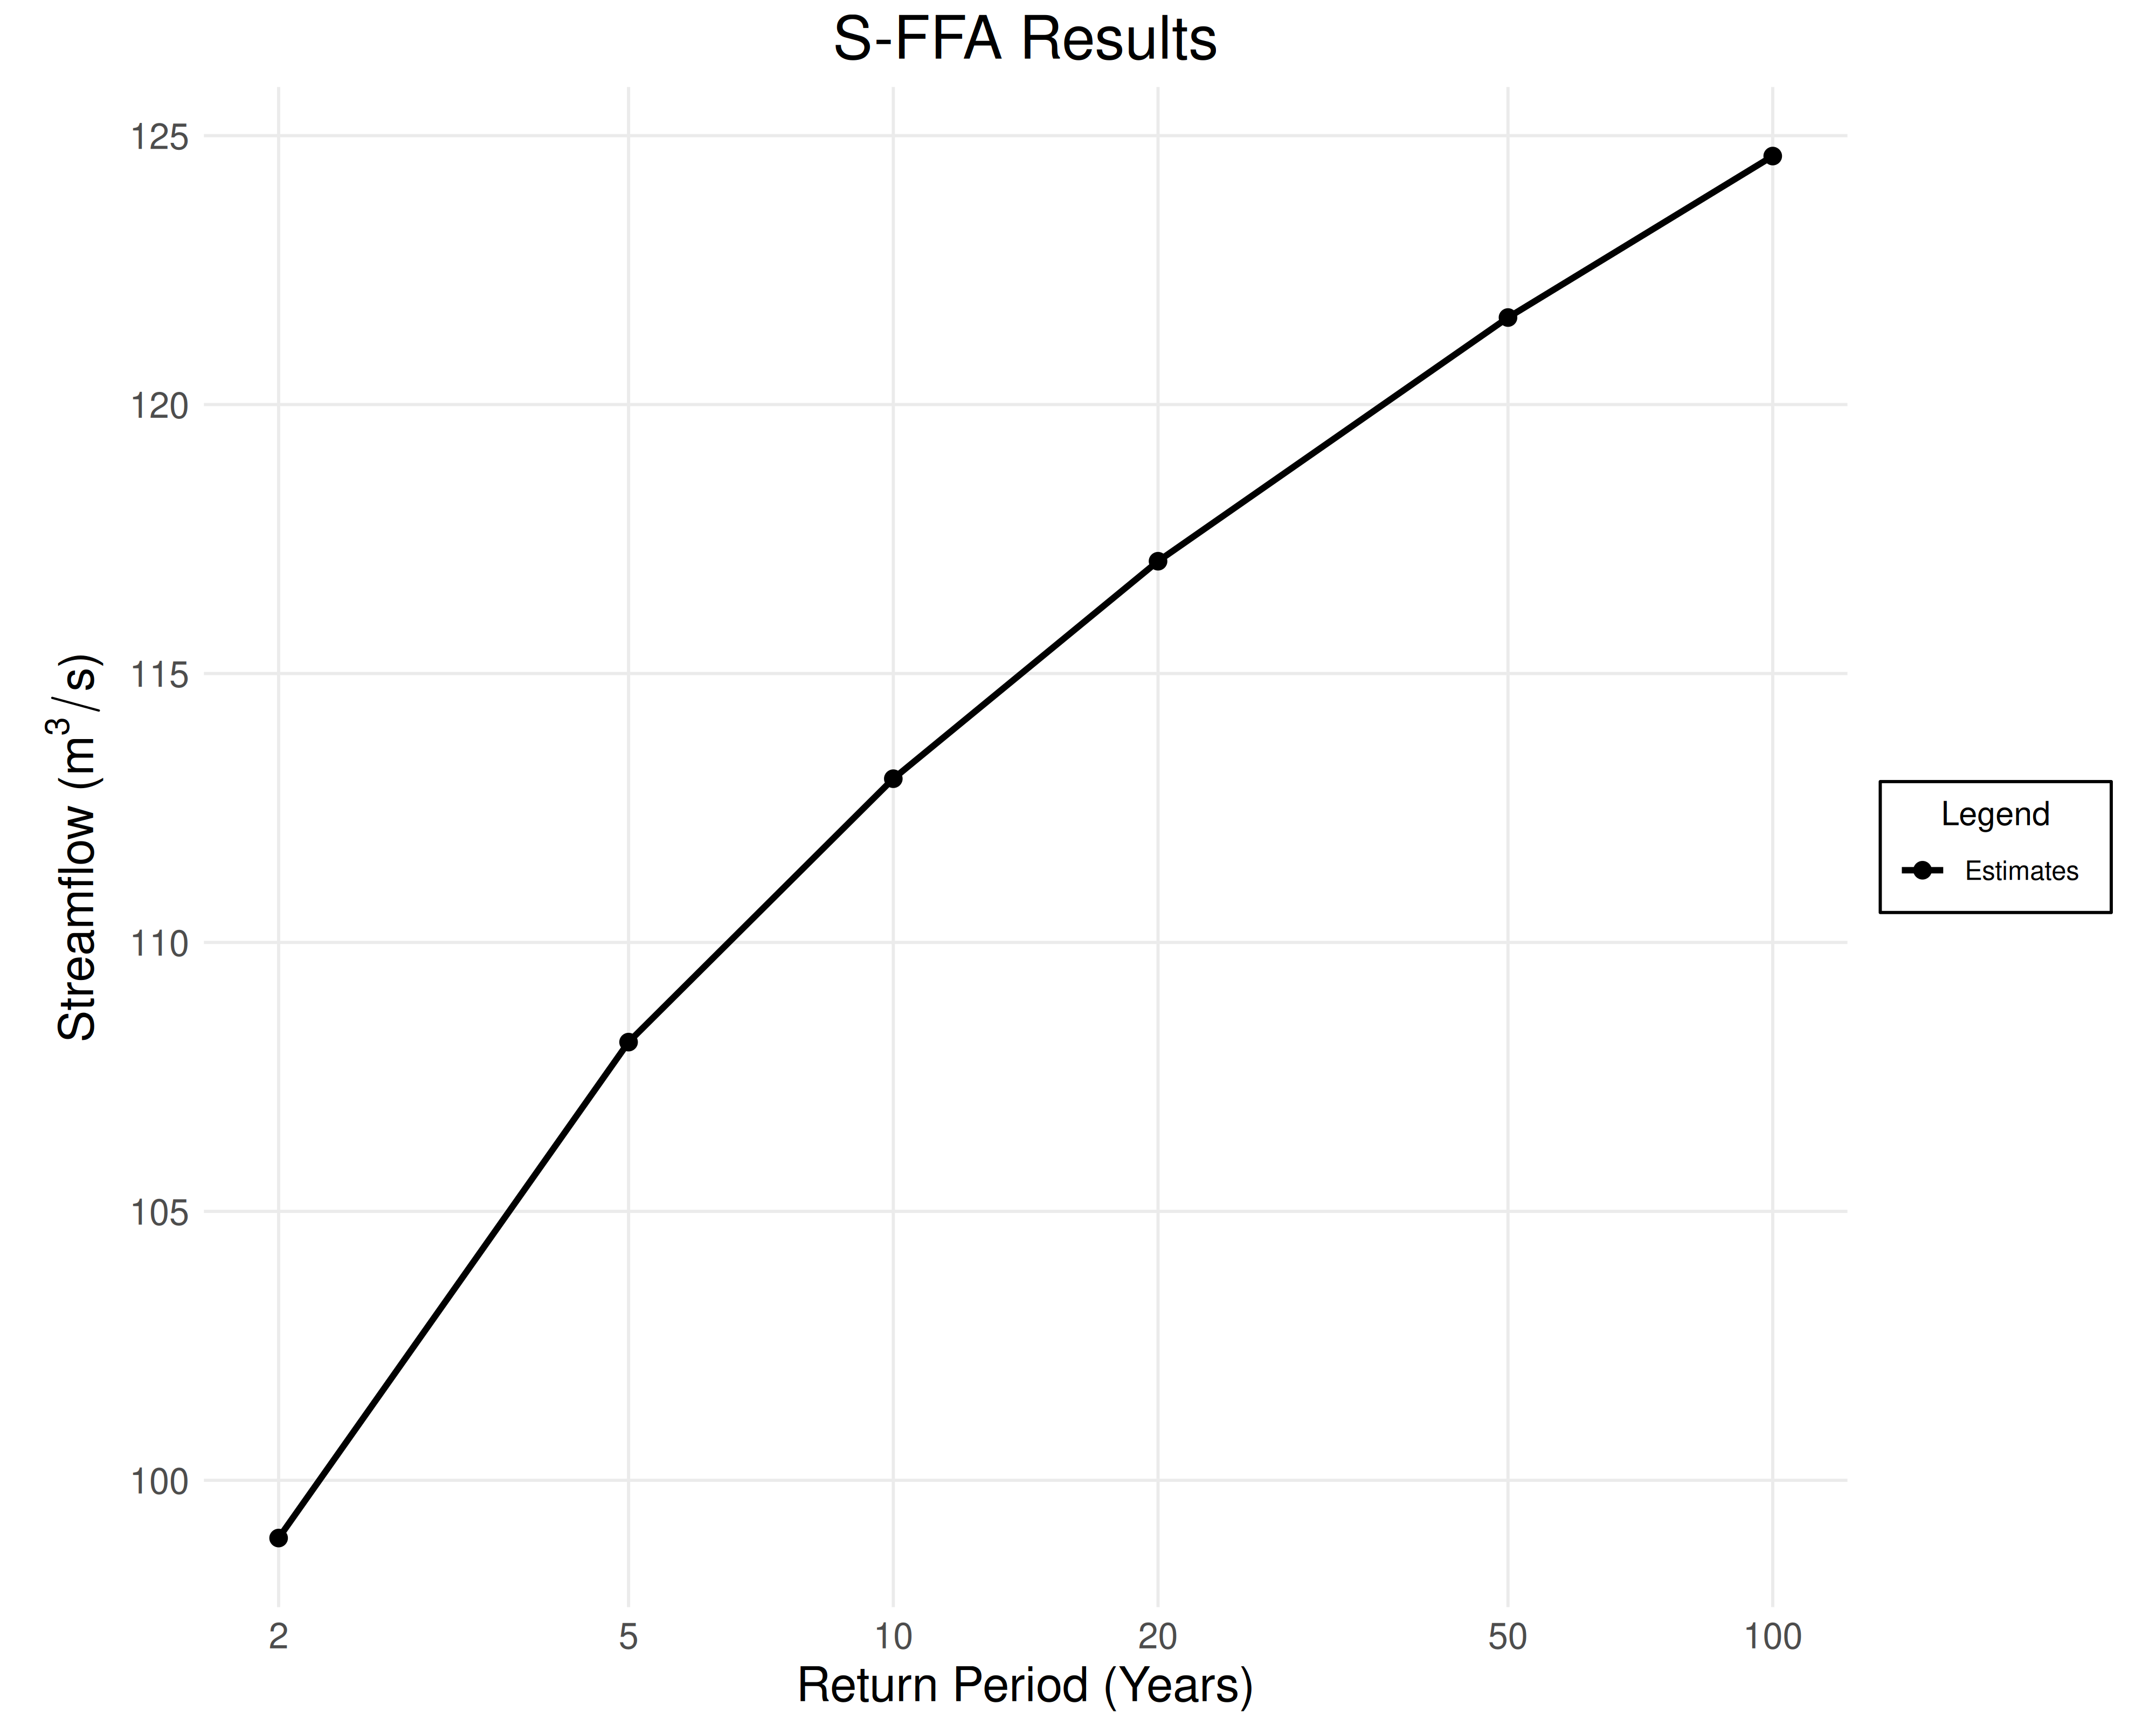 S-FFA Results
125
120
115
110
105
100
Streamflow (m³/s)
2 5 10 20 50 100
Return Period (Years)
Legend
Estimates